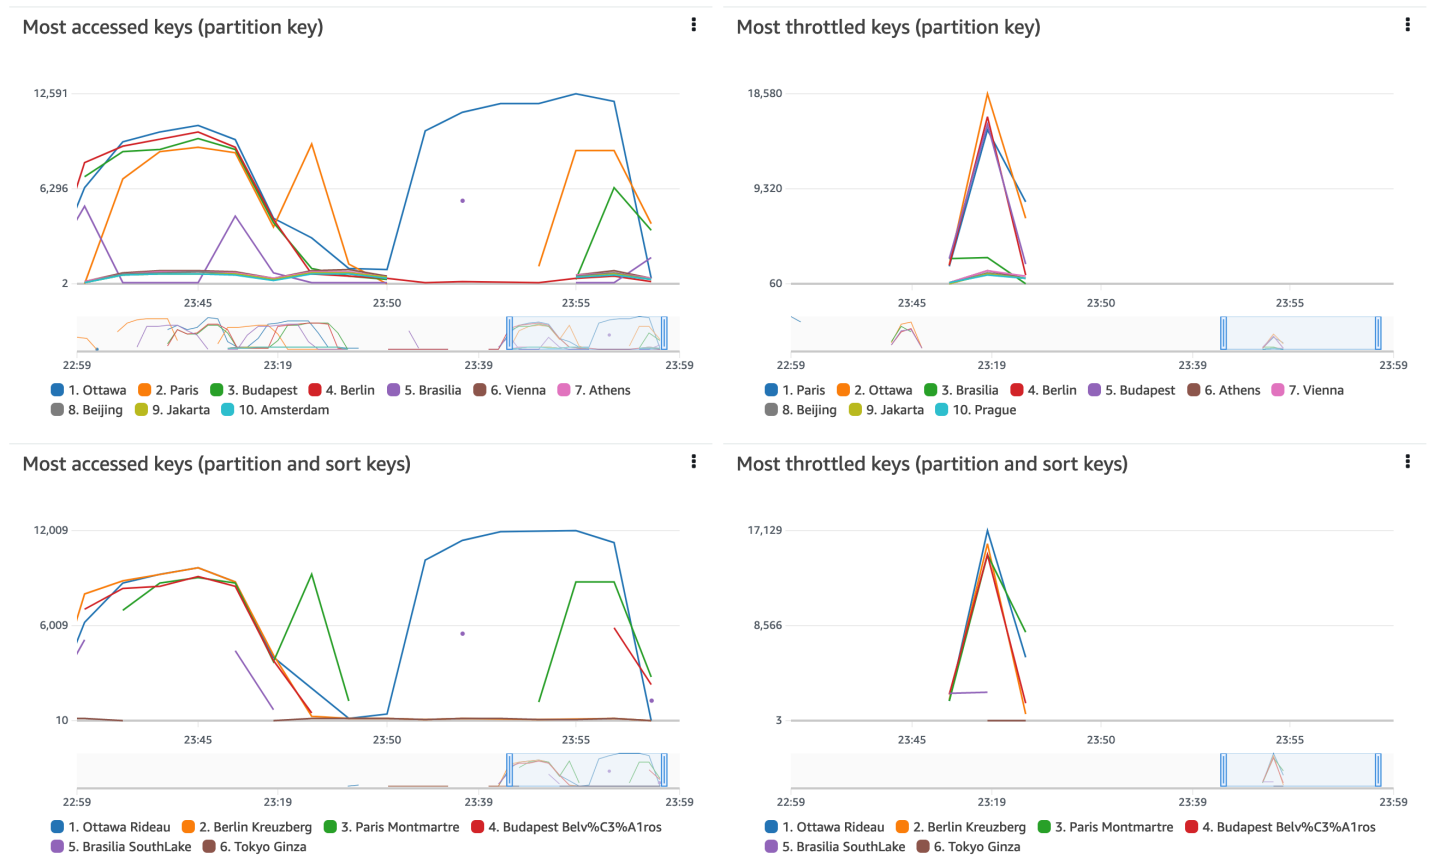 Most accessed keys (partition key)
12,591
6,296
2
23:45 23:50 23:55
22:59 23:19 23:39 23:59
1. Ottawa 2. Paris 3. Budapest 4. Berlin 5. Brasilia 6. Vienna 7. Athens
8. Beijing 9. Jakarta 10. Amsterdam
Most throttled keys (partition key)
18,580
9,320
60
23:45 23:50 23:55
22:59 23:19 23:39 23:59
1. Paris 2. Ottawa 3. Brasilia 4. Berlin 5. Budapest 6. Athens 7. Vienna
8. Beijing 9. Jakarta 10. Prague
Most accessed keys (partition and sort keys)
12,009
6,009
10
23:45 23:50 23:55
22:59 23:19 23:39 23:59
1. Ottawa Rideau 2. Berlin Kreuzberg 3. Paris Montmartre 4. Budapest Belv%C3%A1ros
5. Brasilia SouthLake 6. Tokyo Ginza
Most throttled keys (partition and sort keys)
17,129
8,566
3
23:45 23:50 23:55
22:59 23:19 23:39 23:59
1. Ottawa Rideau 2. Berlin Kreuzberg 3. Paris Montmartre 4. Budapest Belv%C3%A1ros
5. Brasilia SouthLake 6. Tokyo Ginza